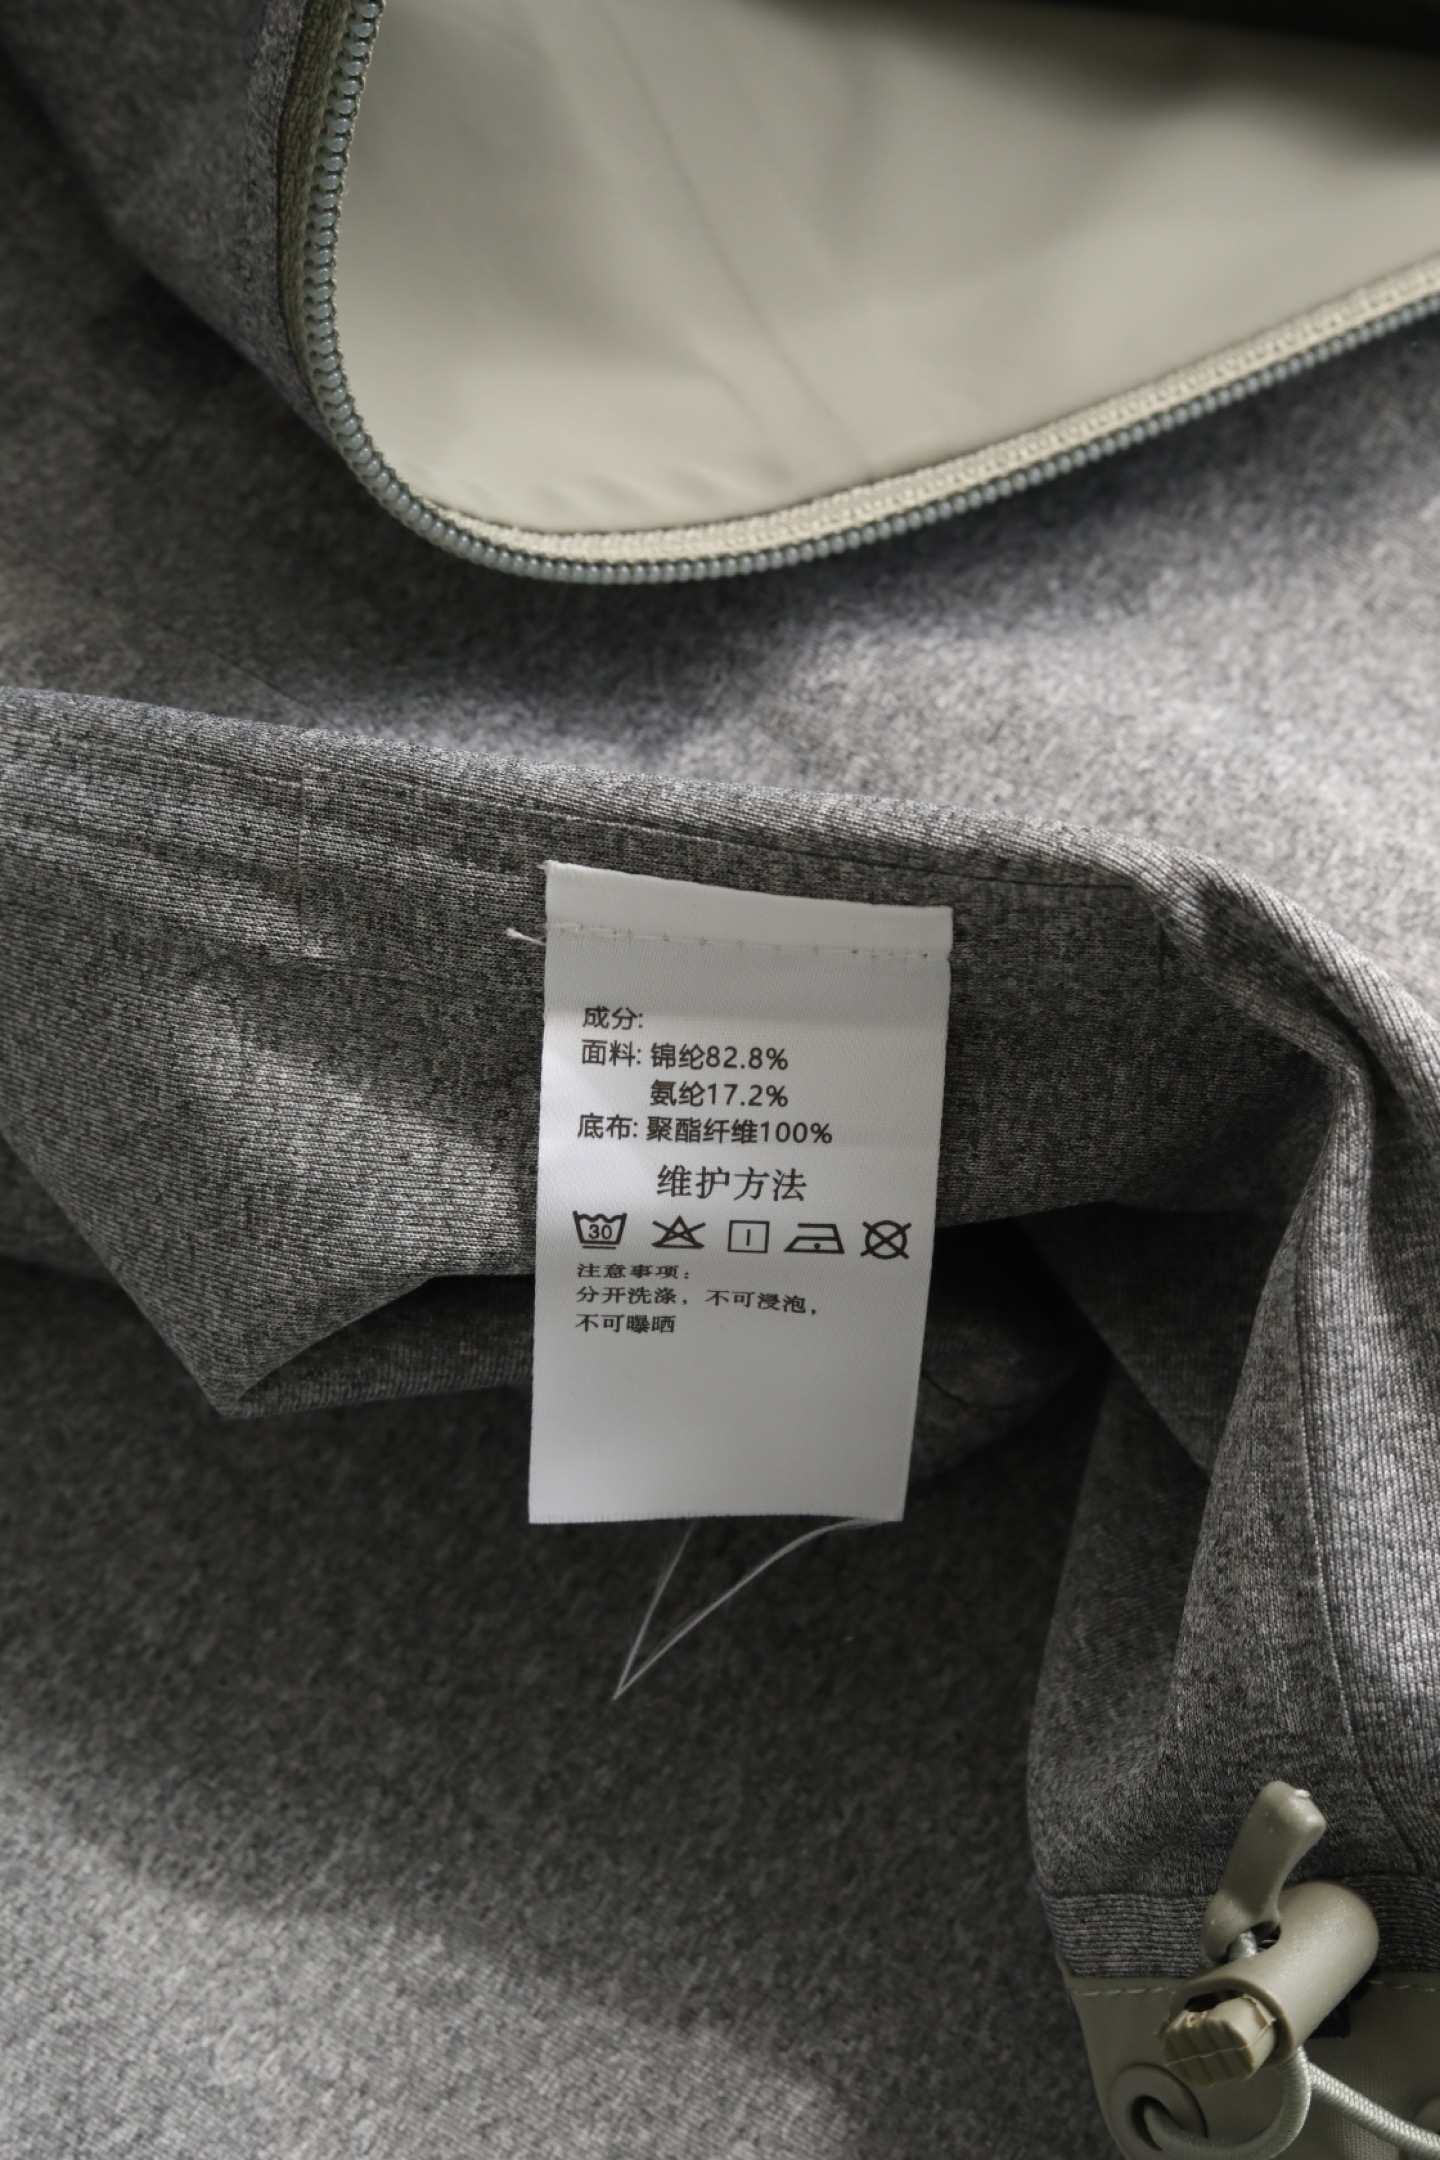 成分:
面料: 锦纶82.8%
氨纶17.2%
底布: 聚酯纤维100%
维护方法
30
注意事项:
分开洗涤, 不可浸泡,
不可曝晒